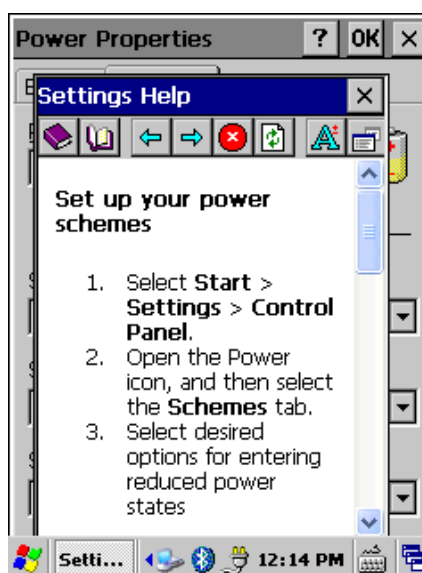 Power Properties ? OK ×
Settings Help ×
Set up your power
schemes
1. Select Start >
Settings > Control
Panel.
2. Open the Power
icon, and then select
the Schemes tab.
3. Select desired
options for entering
reduced power
states
Setti... 12:14 PM